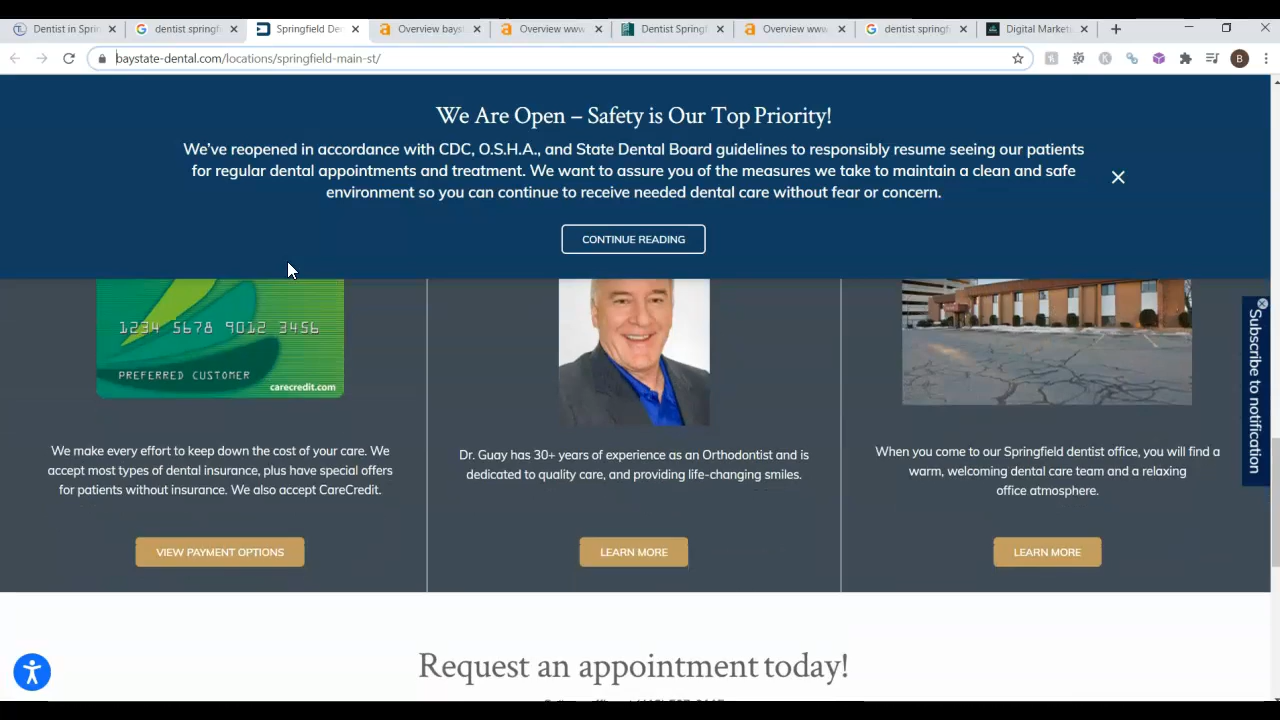 Dentist in Sprin
dentist springfi
Springfield Den
Overview bayst
Overview www
Dentist Spring
Overview www
dentist springfi
Digital Market
baystate-dental.com/locations/springfield-main-st/
B
We Are Open – Safety is Our Top Priority!
We've reopened in accordance with CDC, O.S.H.A., and State Dental Board guidelines to responsibly resume seeing our patients
for regular dental appointments and treatment. We want to assure you of the measures we take to maintain a clean and safe
environment so you can continue to receive needed dental care without fear or concern.
CONTINUE READING
1234 5678 9012 3456
PREFERRED CUSTOMER
carecredit.com
We make every effort to keep down the cost of your care. We
accept most types of dental insurance, plus have special offers
for patients without insurance. We also accept CareCredit.
VIEW PAYMENT OPTIONS
Dr. Guay has 30+ years of experience as an Orthodontist and is
dedicated to quality care, and providing life-changing smiles.
LEARN MORE
When you come to our Springfield dentist office, you will find a
warm, welcoming dental care team and a relaxing
office atmosphere.
LEARN MORE
Subscribe to notification
Request an appointment today!